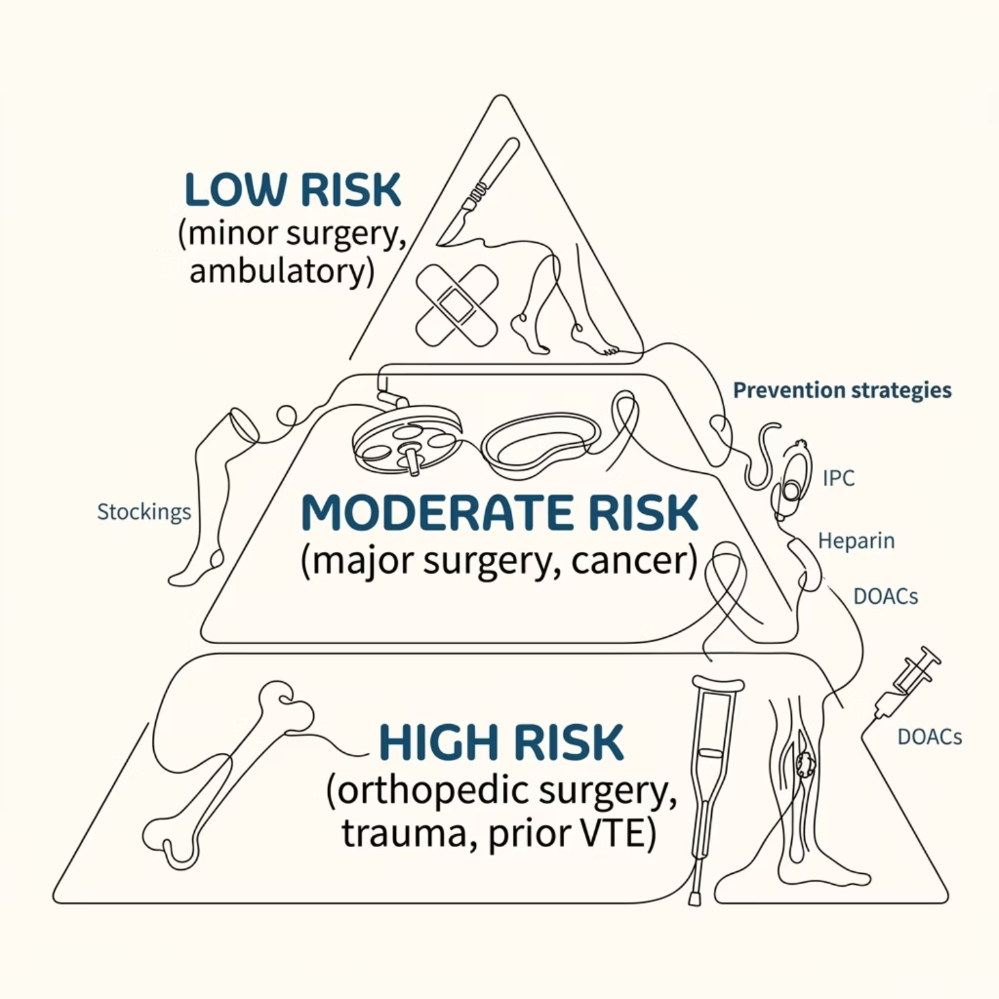 LOW RISK
(minor surgery,
ambulatory)
Prevention strategies
IPC
Stockings
MODERATE RISK
(major surgery, cancer)
Heparin
DOACs
HIGH RISK
(orthopedic surgery,
trauma, prior VTE)
DOACs